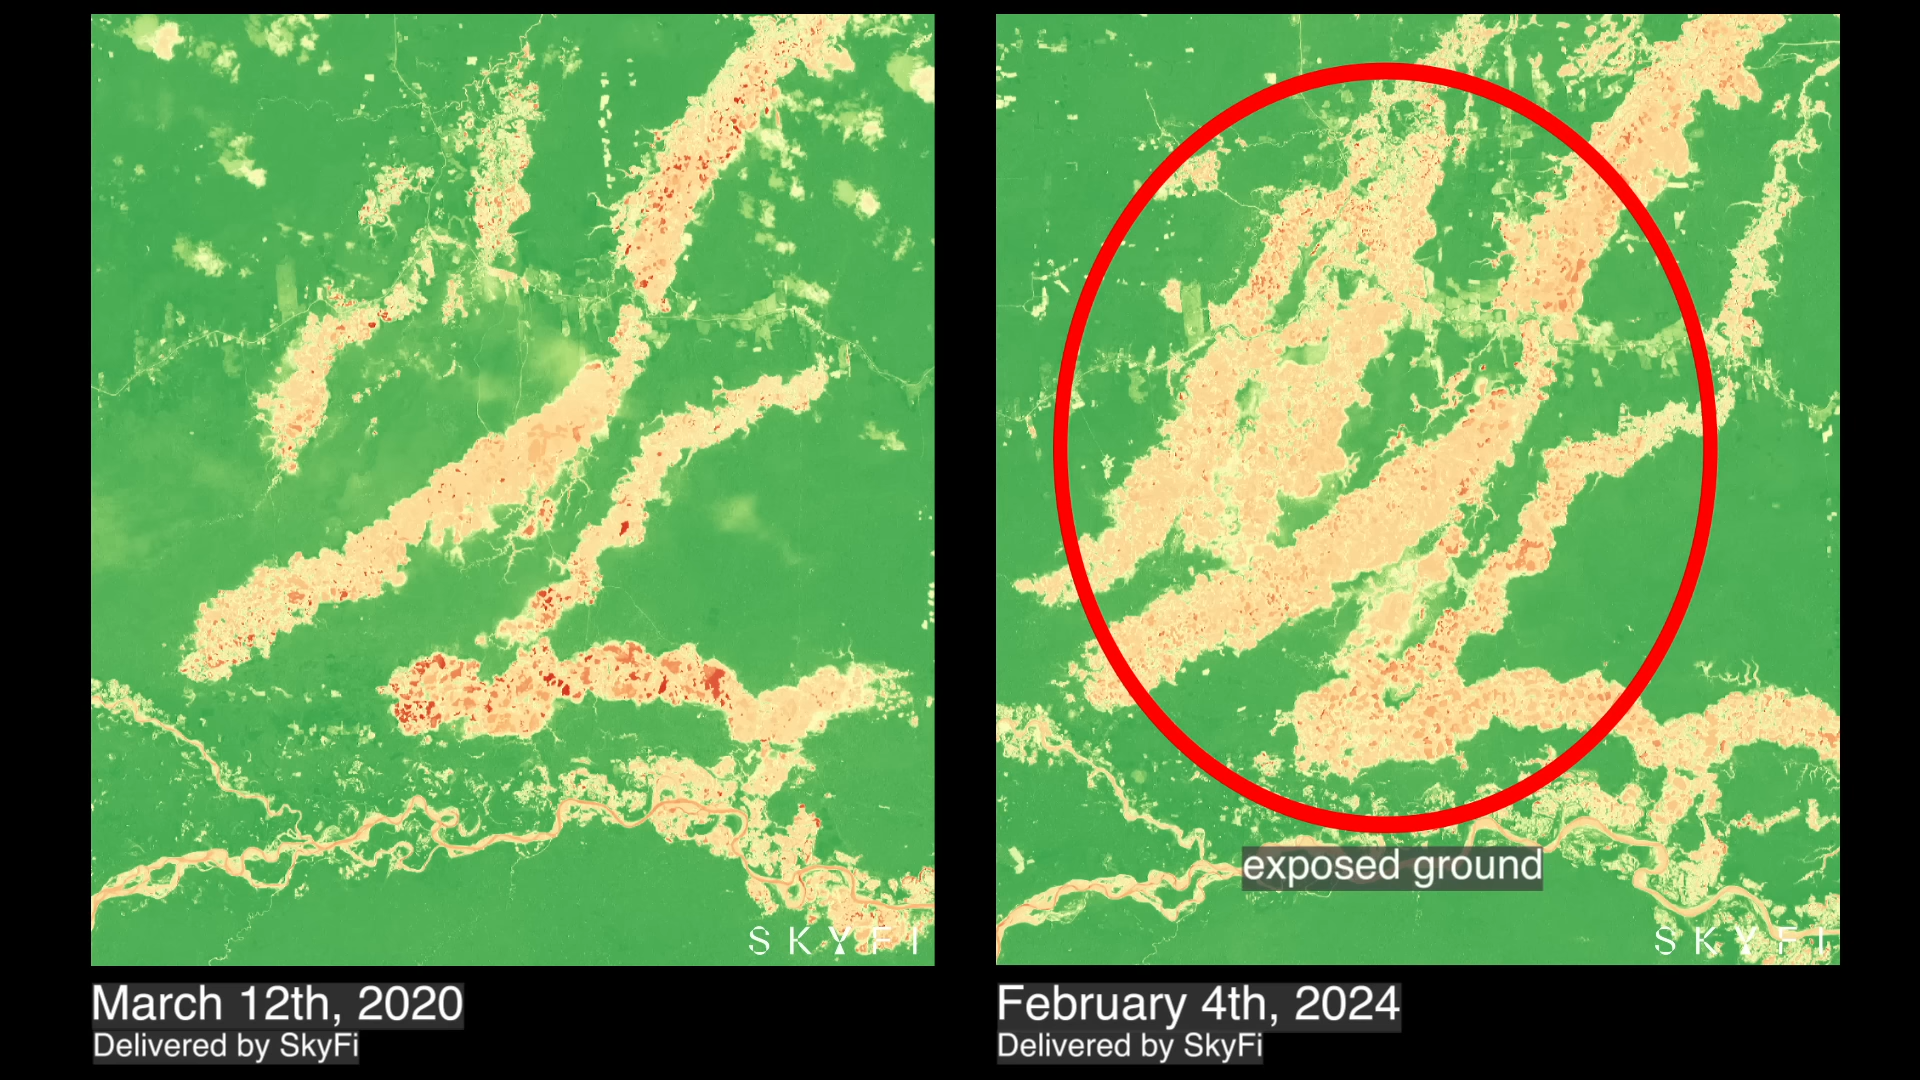 SKYFI
SKYFI
exposed ground
March 12th, 2020
Delivered by SkyFi
February 4th, 2024
Delivered by SkyFi